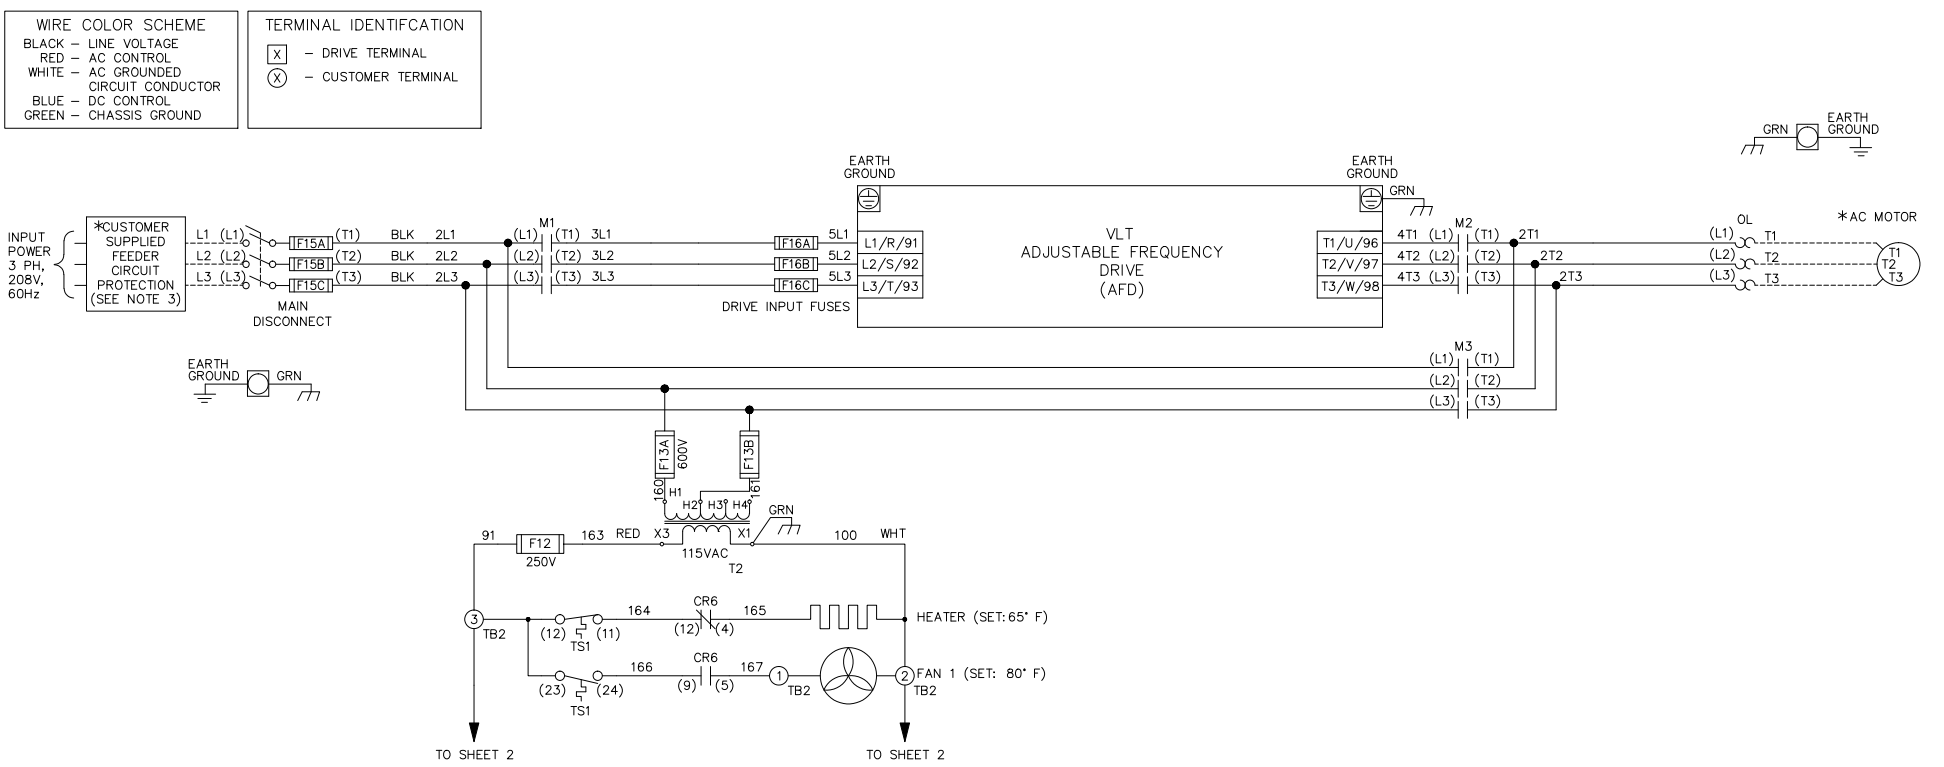 WIRE COLOR SCHEME
BLACK – LINE VOLTAGE
RED – AC CONTROL
WHITE – AC GROUNDED
CIRCUIT CONDUCTOR
BLUE – DC CONTROL
GREEN – CHASSIS GROUND
TERMINAL IDENTIFCATION
X – DRIVE TERMINAL
X – CUSTOMER TERMINAL
GRN
EARTH
GROUND
EARTH
GROUND
EARTH
GROUND
GRN
INPUT
POWER
3 PH,
208V,
60Hz
*CUSTOMER
SUPPLIED
FEEDER
CIRCUIT
PROTECTION
(SEE NOTE 3)
L1 (L1) F15A (T1) BLK 2L1 (L1) M1 (T1) 3L1 F16A 5L1 L1/R/91
L2 (L2) F15B (T2) BLK 2L2 (L2) (T2) 3L2 F16B 5L2 L2/S/92
L3 (L3) F15C (T3) BLK 2L3 (L3) (T3) 3L3 F16C 5L3 L3/T/93
MAIN
DISCONNECT
DRIVE INPUT FUSES
VLT
ADJUSTABLE FREQUENCY
DRIVE
(AFD)
T1/U/96 4T1 (L1) M2 (T1) 2T1 (L1) OL T1
T2/V/97 4T2 (L2) (T2) 2T2 (L2) T2
T3/W/98 4T3 (L3) (T3) 2T3 (L3) T3
*AC MOTOR
T1
T2
T3
EARTH
GROUND
GRN
M3
(L1) (T1)
(L2) (T2)
(L3) (T3)
F13A
600V
F13B
160
H1
H2
H3
H4
161
GRN
91 F12 163 RED X3 X1 100 WHT
250V
115VAC
T2
3
TB2
(12) (11)
TS1
164
CR6
(12) (4)
165
HEATER (SET:65° F)
(23) (24)
TS1
166
CR6
(9) (5)
167
1
TB2
2
TB2
FAN 1 (SET: 80° F)
TO SHEET 2
TO SHEET 2